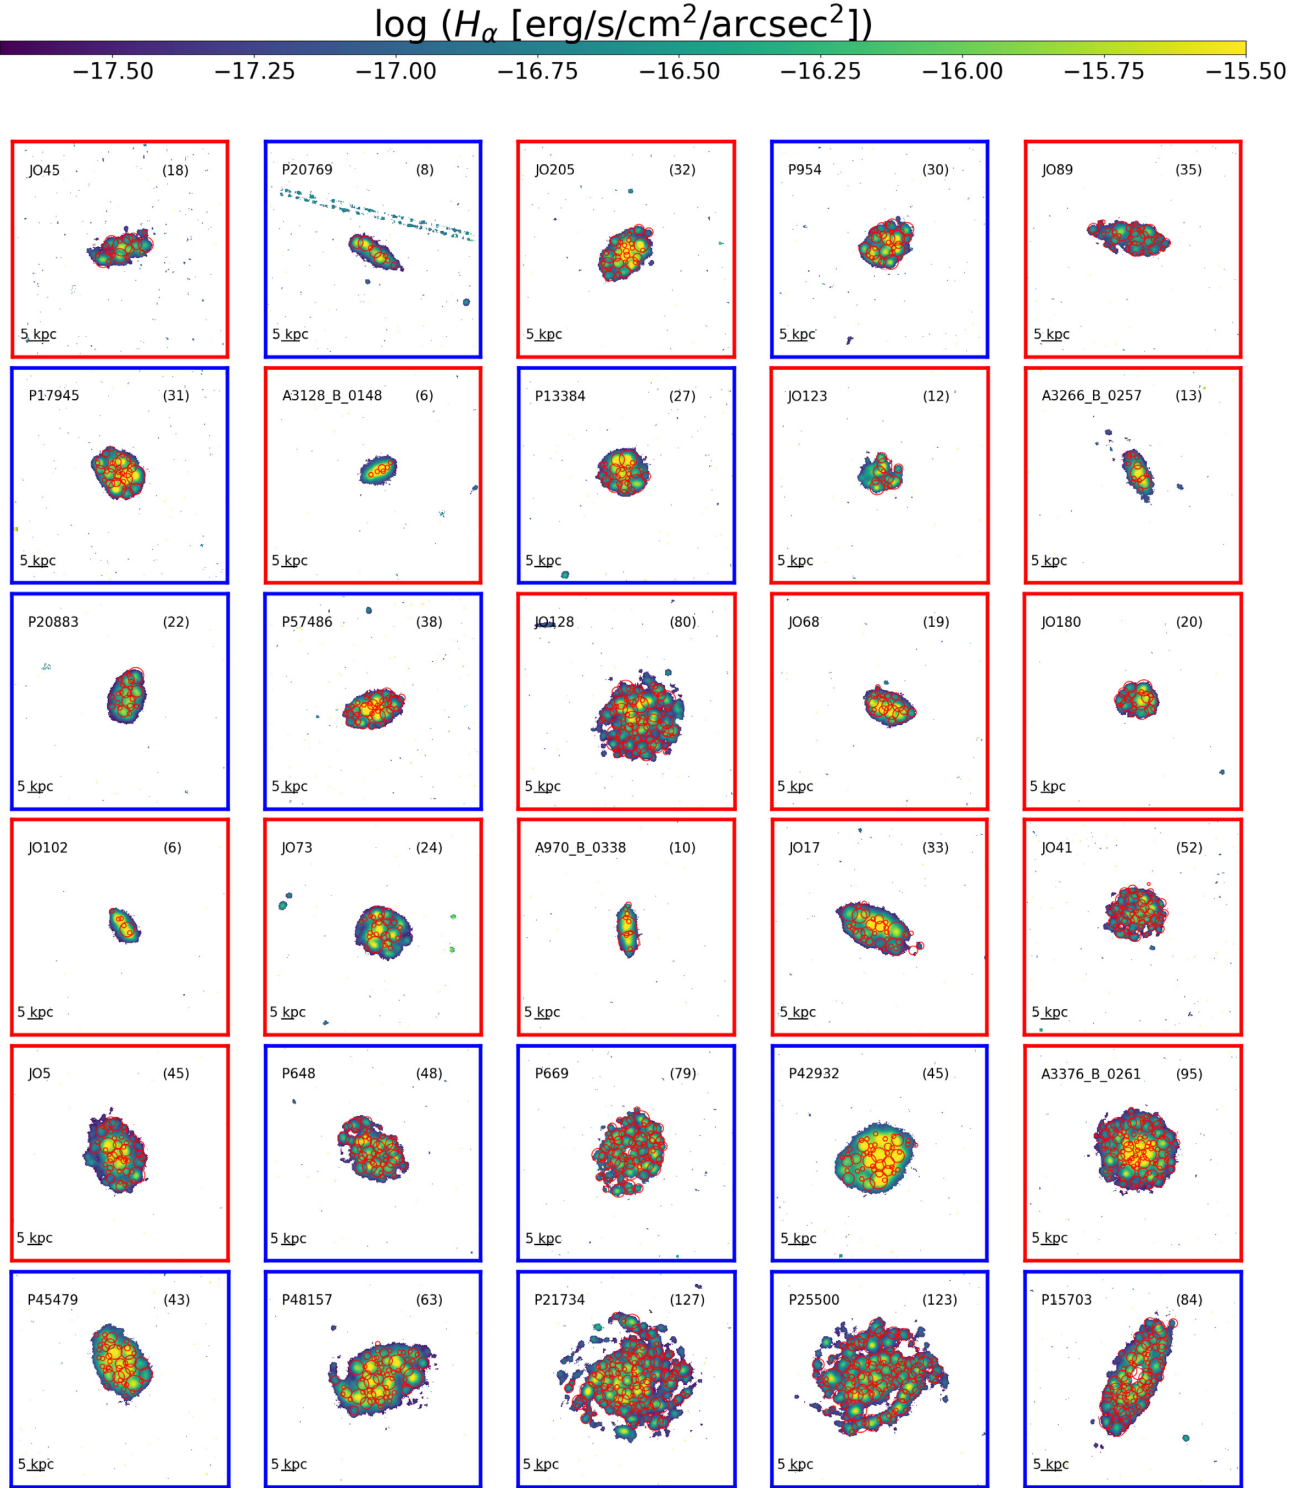 log (Hα [erg/s/cm²/arcsec²])
−17.50 −17.25 −17.00 −16.75 −16.50 −16.25 −16.00 −15.75 −15.50
JO45 (18) P20769 (8) JO205 (32) P954 (30) JO89 (35)
5 kpc 5 kpc 5 kpc 5 kpc 5 kpc
P17945 (31) A3128_B_0148 (6) P13384 (27) JO123 (12) A3266_B_0257 (13)
5 kpc 5 kpc 5 kpc 5 kpc 5 kpc
P20883 (22) P57486 (38) JO128 (80) JO68 (19) JO180 (20)
5 kpc 5 kpc 5 kpc 5 kpc 5 kpc
JO102 (6) JO73 (24) A970_B_0338 (10) JO17 (33) JO41 (52)
5 kpc 5 kpc 5 kpc 5 kpc 5 kpc
JO5 (45) P648 (48) P669 (79) P42932 (45) A3376_B_0261 (95)
5 kpc 5 kpc 5 kpc 5 kpc 5 kpc
P45479 (43) P48157 (63) P21734 (127) P25500 (123) P15703 (84)
5 kpc 5 kpc 5 kpc 5 kpc 5 kpc